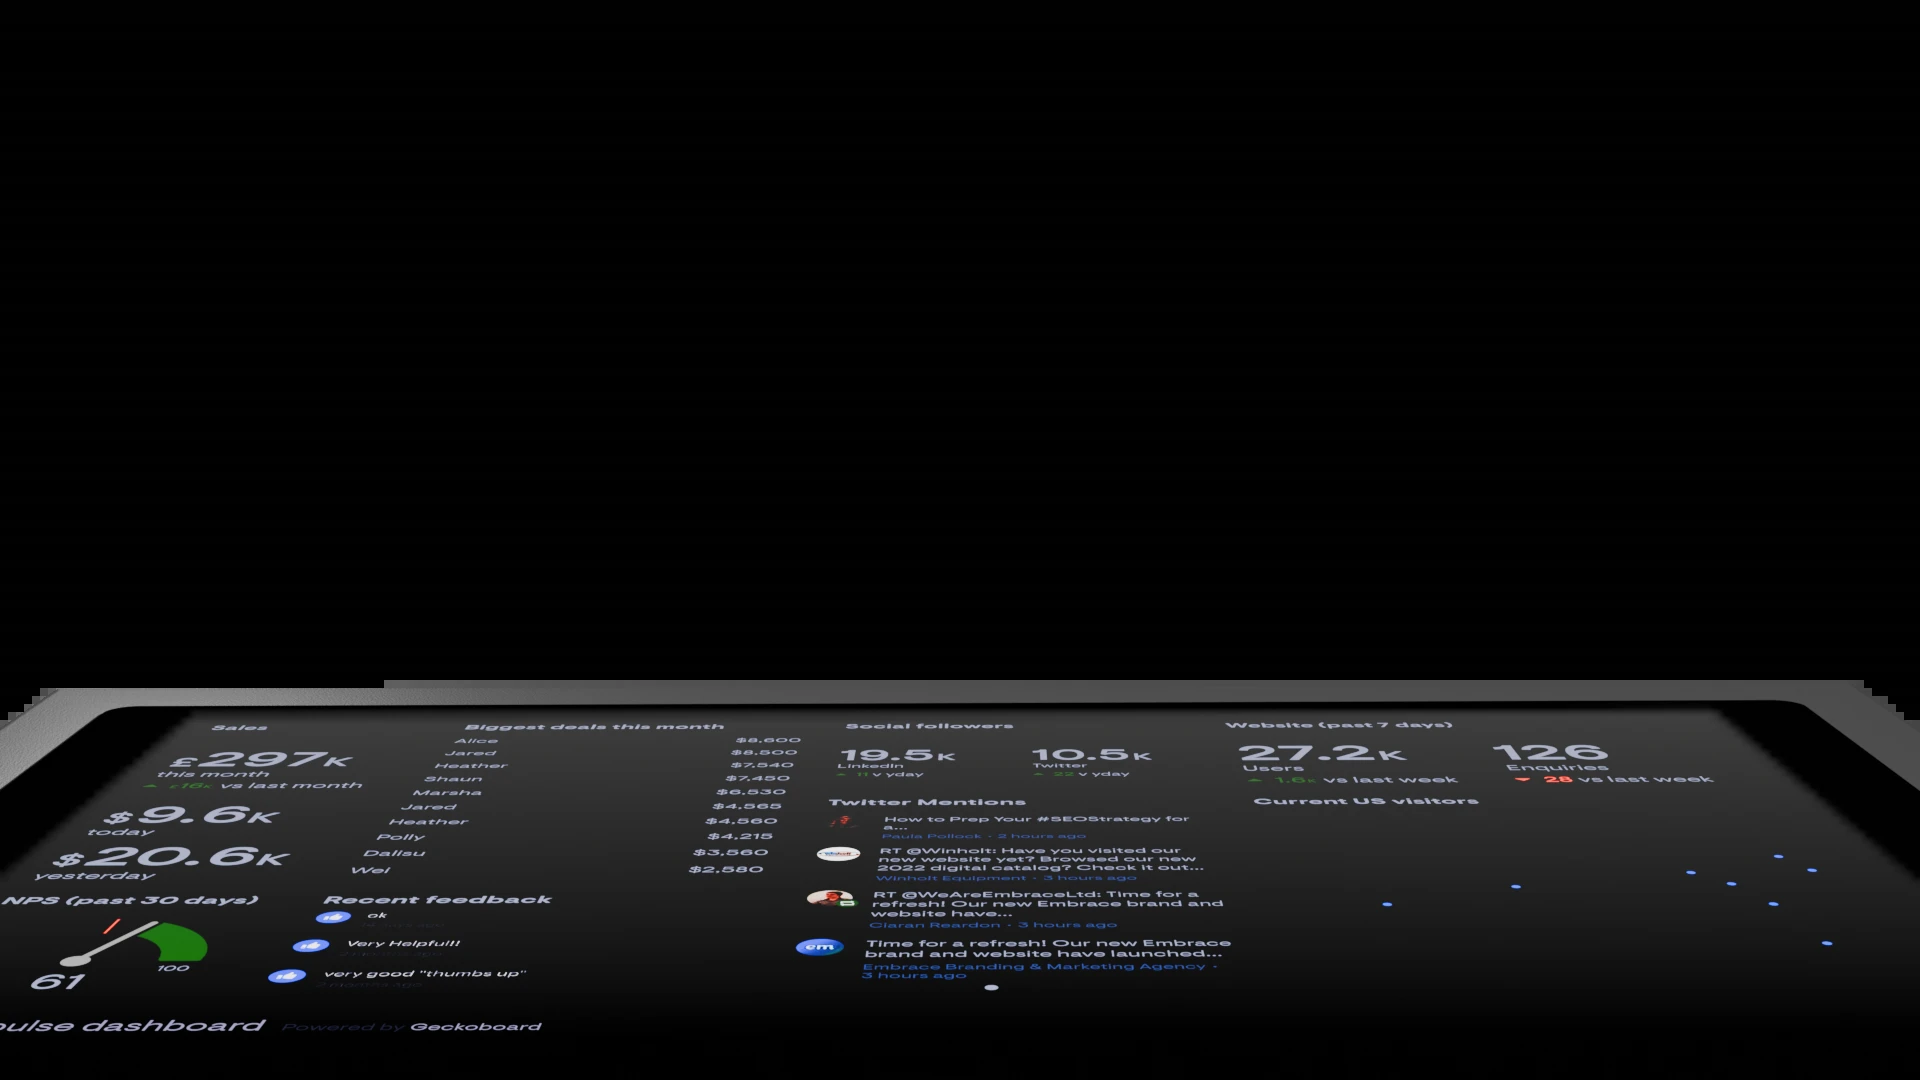 Sales
£297K
this month
£16K vs last month
$9.6K
today
$20.6K
yesterday
NPS (past 30 days)
100
61
Biggest deals this month
Alice $8,600
Jared $8,500
Heather $7,540
Shaun $7,450
Marsha $6,530
Jared $4,565
Heather $4,560
Polly $4,215
Dalisu $3,560
Wei $2,580
Recent feedback
ok
Very Helpful!!
very good "thumbs up"
2 months ago
Social followers
19.5K
LinkedIn
11 v yday
10.5K
Twitter
22 v yday
Twitter Mentions
How to Prep Your #SEOStrategy for
a...
Paula Pollock · 2 hours ago
RT @Winholt: Have you visited our
new website yet? Browsed our new
2022 digital catalog? Check it out...
Winholt Equipment · 3 hours ago
RT @WeAreEmbraceLtd: Time for a
refresh! Our new Embrace brand and
website have...
Ciaran Reardon · 3 hours ago
em
Time for a refresh! Our new Embrace
brand and website have launched...
Embrace Branding & Marketing Agency ·
3 hours ago
Website (past 7 days)
27.2K
Users
1.6K vs last week
126
Enquiries
28 vs last week
Current US visitors
pulse dashboard
Powered by Geckoboard